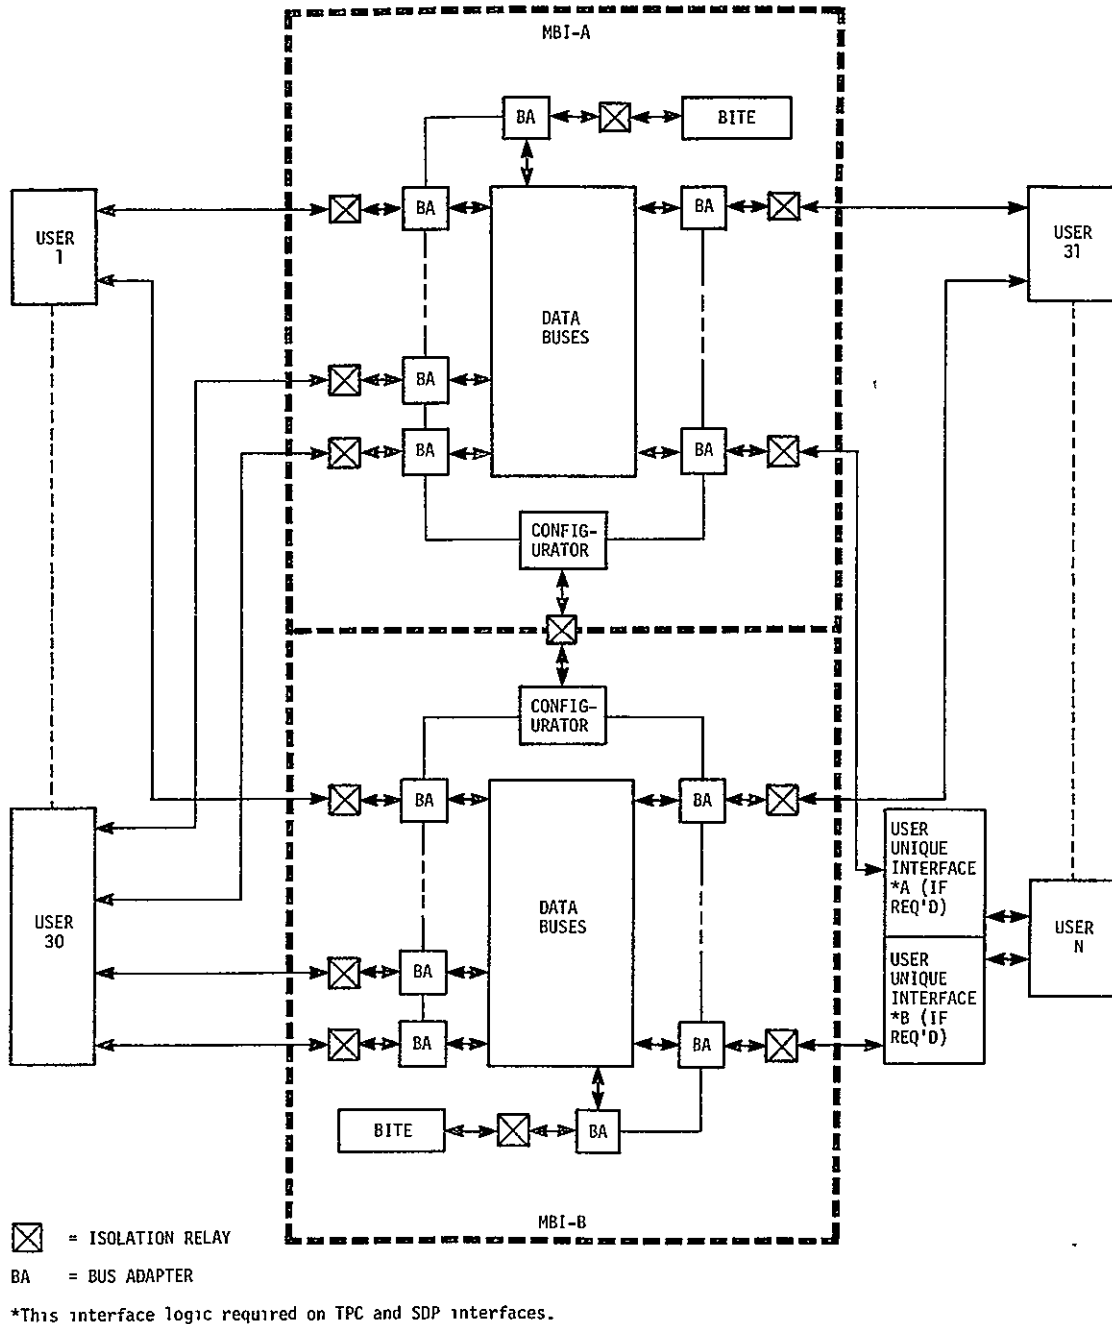 MBI-A
BA
BITE
USER
1
BA
BA
USER
31
DATA
BUSES
BA
BA
BA
CONFIG-
URATOR
CONFIG-
URATOR
BA
BA
USER
UNIQUE
INTERFACE
*A (IF
REQ'D)
USER
30
DATA
BUSES
USER
N
BA
USER
UNIQUE
INTERFACE
*B (IF
REQ'D)
BA
BA
BITE
BA
MBI-B
= ISOLATION RELAY
BA = BUS ADAPTER
*This interface logic required on TPC and SDP interfaces.